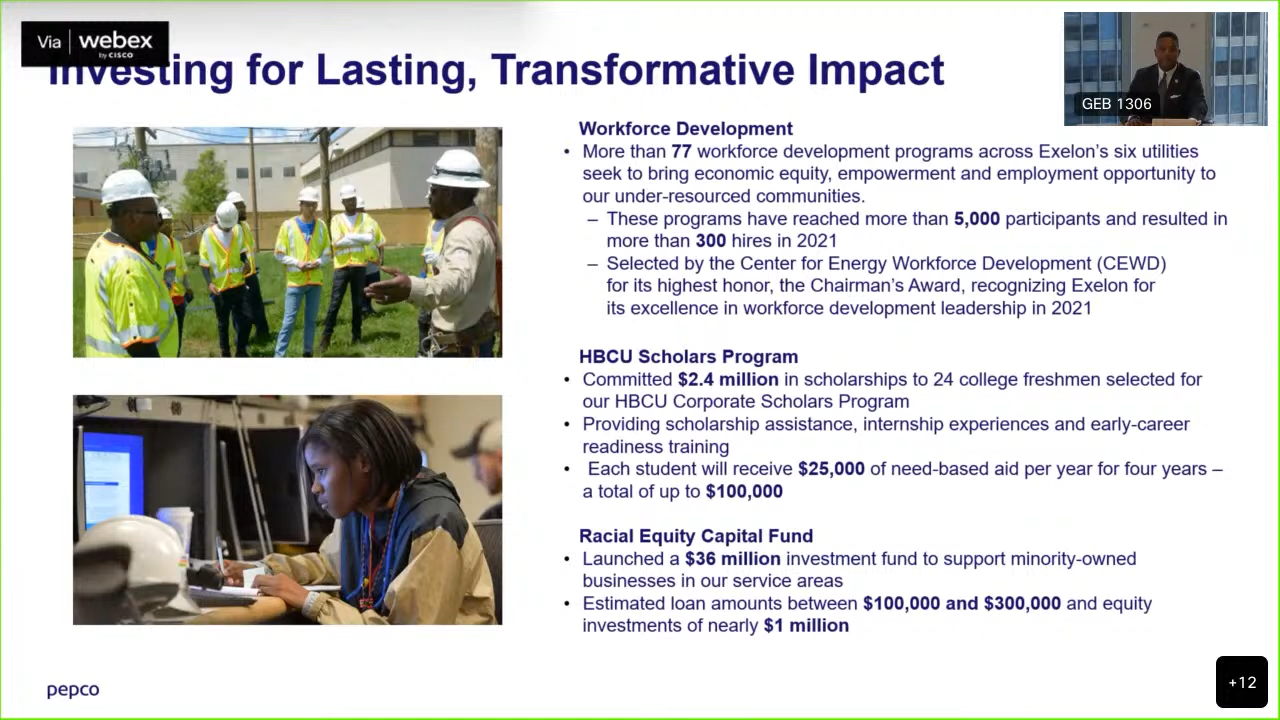 Via webex
by CISCO
Investing for Lasting, Transformative Impact
GEB 1306
Workforce Development
• More than 77 workforce development programs across Exelon's six utilities
seek to bring economic equity, empowerment and employment opportunity to
our under-resourced communities.
– These programs have reached more than 5,000 participants and resulted in
more than 300 hires in 2021
– Selected by the Center for Energy Workforce Development (CEWD)
for its highest honor, the Chairman's Award, recognizing Exelon for
its excellence in workforce development leadership in 2021
HBCU Scholars Program
• Committed $2.4 million in scholarships to 24 college freshmen selected for
our HBCU Corporate Scholars Program
• Providing scholarship assistance, internship experiences and early-career
readiness training
• Each student will receive $25,000 of need-based aid per year for four years –
a total of up to $100,000
Racial Equity Capital Fund
• Launched a $36 million investment fund to support minority-owned
businesses in our service areas
• Estimated loan amounts between $100,000 and $300,000 and equity
investments of nearly $1 million
pepco
+12